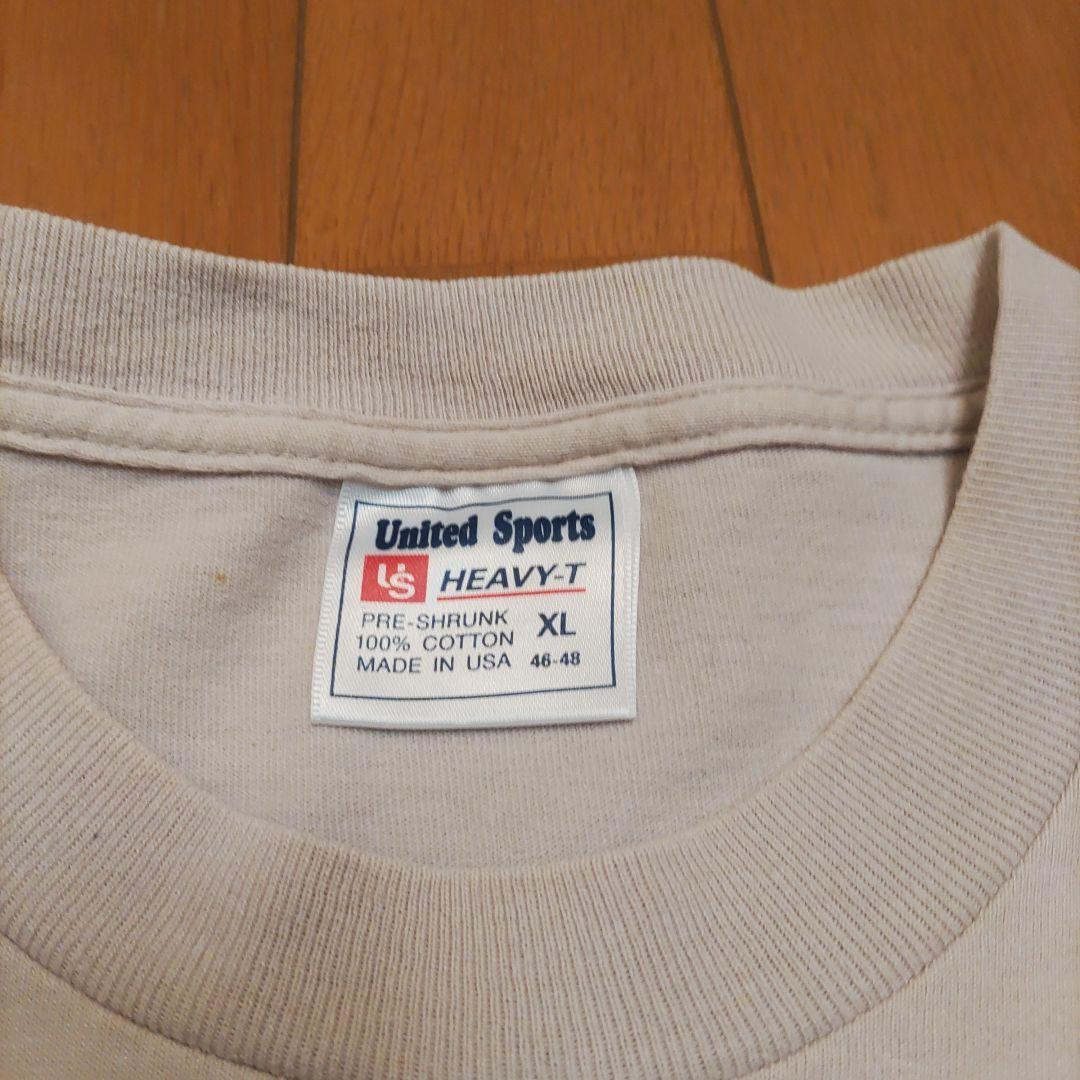 United Sports
US HEAVY-T
PRE-SHRUNK XL
100% COTTON
MADE IN USA 46-48